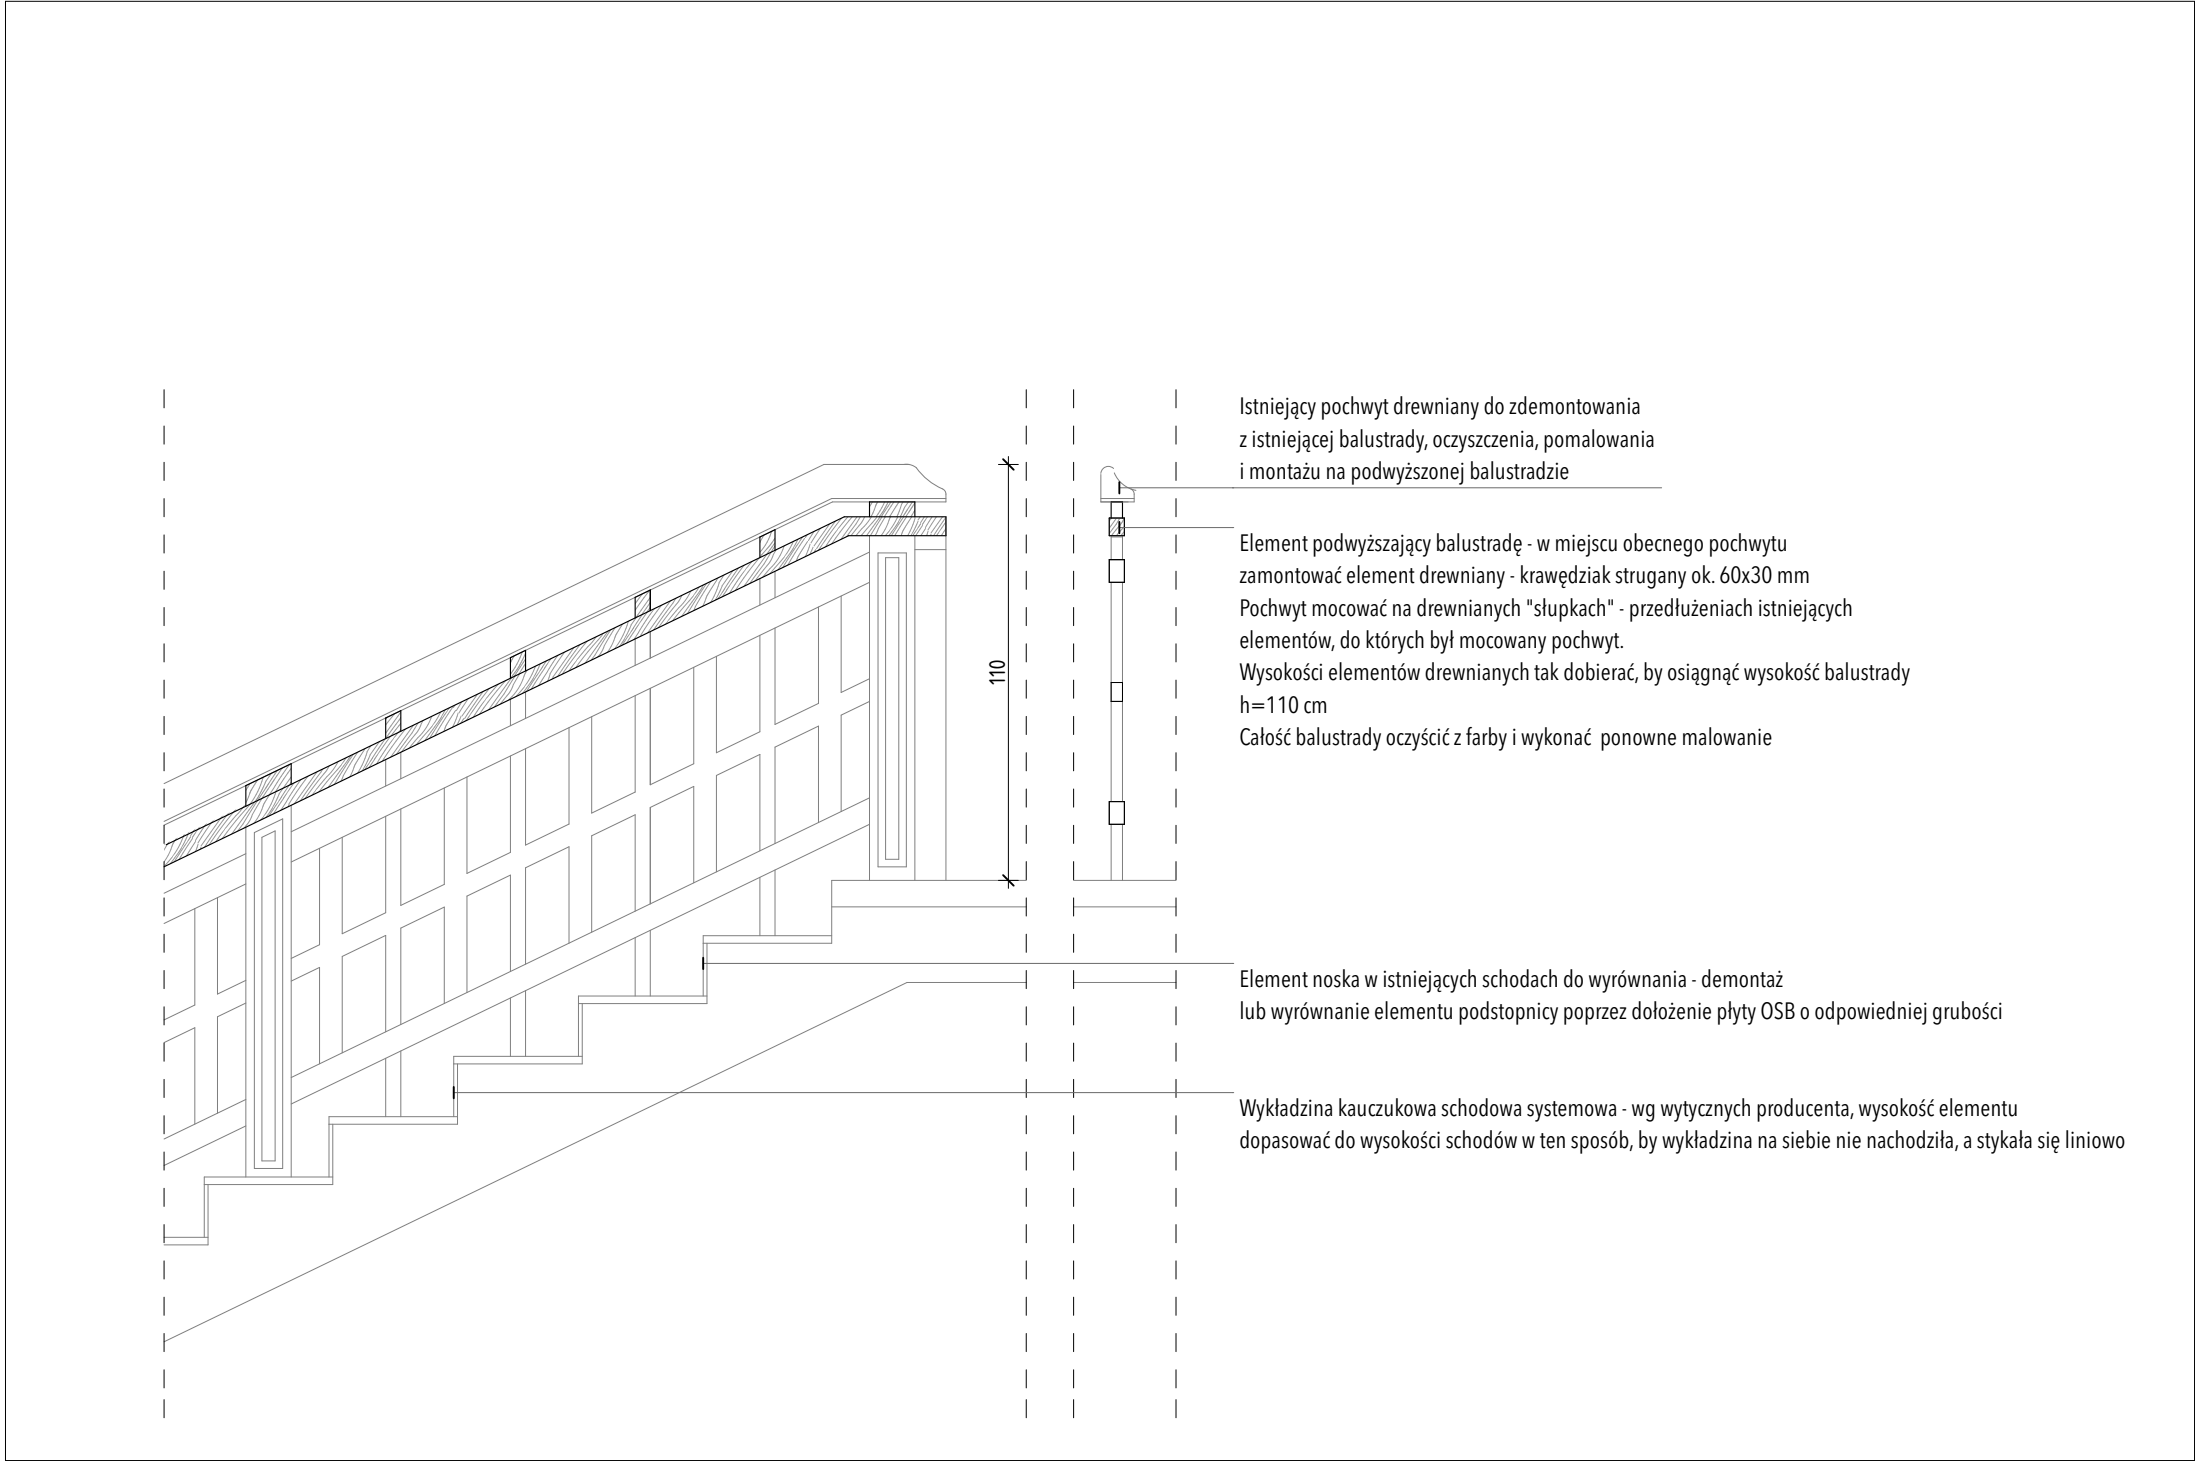 Istniejący pochwyt drewniany do zdemontowania
z istniejącej balustrady, oczyszczenia, pomalowania
i montażu na podwyższonej balustradzie
Element podwyższający balustradę - w miejscu obecnego pochwytu
zamontować element drewniany - krawędziak strugany ok. 60x30 mm
Pochwyt mocować na drewnianych "słupkach" - przedłużeniach istniejących
elementów, do których był mocowany pochwyt.
Wysokości elementów drewnianych tak dobierać, by osiągnąć wysokość balustrady
h=110 cm
Całość balustrady oczyścić z farby i wykonać ponowne malowanie
110
Element noska w istniejących schodach do wyrównania - demontaż
lub wyrównanie elementu podstopnicy poprzez dołożenie płyty OSB o odpowiedniej grubości
Wykładzina kauczukowa schodowa systemowa - wg wytycznych producenta, wysokość elementu
dopasować do wysokości schodów w ten sposób, by wykładzina na siebie nie nachodziła, a stykała się liniowo